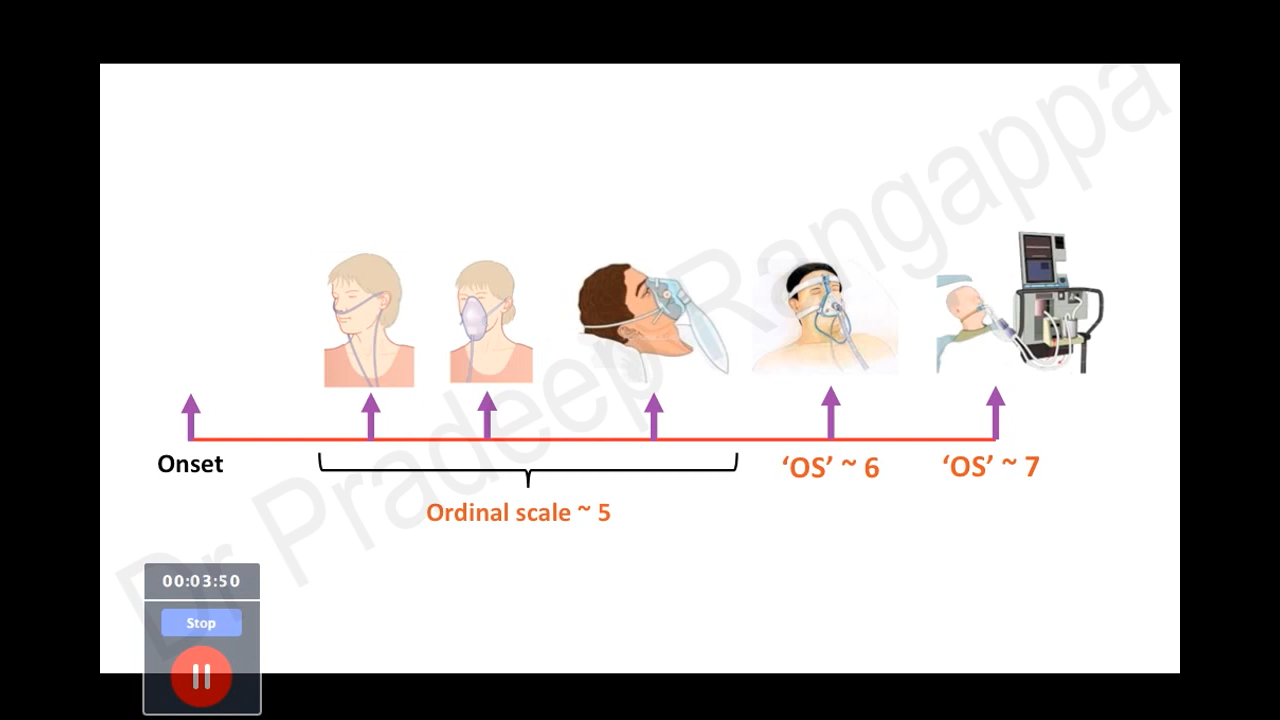 Dr Pradeep Rangappa
Onset
Ordinal scale ~ 5
‘OS’ ~ 6
‘OS’ ~ 7
00:03:50
Stop